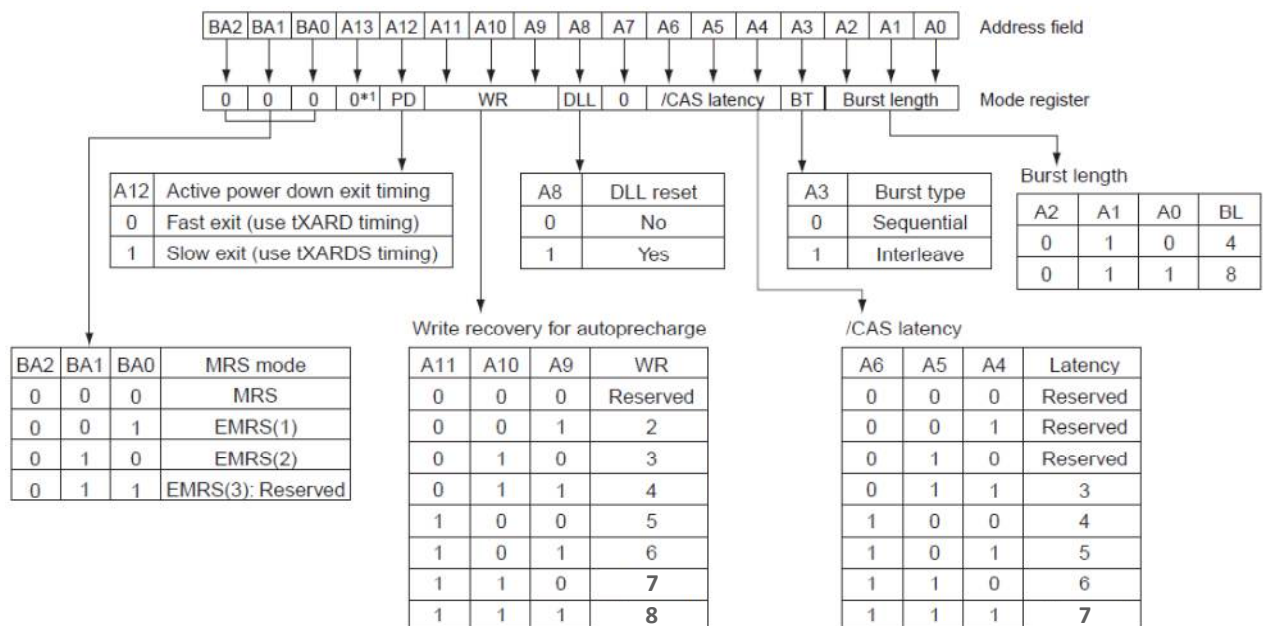 BA2 BA1 BA0 A13 A12 A11 A10 A9 A8 A7 A6 A5 A4 A3 A2 A1 A0 Address field
0 0 0 0*1 PD WR DLL 0 /CAS latency BT Burst length Mode register
A12 Active power down exit timing
0 Fast exit (use tXARD timing)
1 Slow exit (use tXARDS timing)
A8 DLL reset
0 No
1 Yes
A3 Burst type
0 Sequential
1 Interleave
Burst length
A2 A1 A0 BL
0 1 0 4
0 1 1 8
BA2 BA1 BA0 MRS mode
0 0 0 MRS
0 0 1 EMRS(1)
0 1 0 EMRS(2)
0 1 1 EMRS(3): Reserved
Write recovery for autoprecharge
A11 A10 A9 WR
0 0 0 Reserved
0 0 1 2
0 1 0 3
0 1 1 4
1 0 0 5
1 0 1 6
1 1 0 7
1 1 1 8
/CAS latency
A6 A5 A4 Latency
0 0 0 Reserved
0 0 1 Reserved
0 1 0 Reserved
0 1 1 3
1 0 0 4
1 0 1 5
1 1 0 6
1 1 1 7